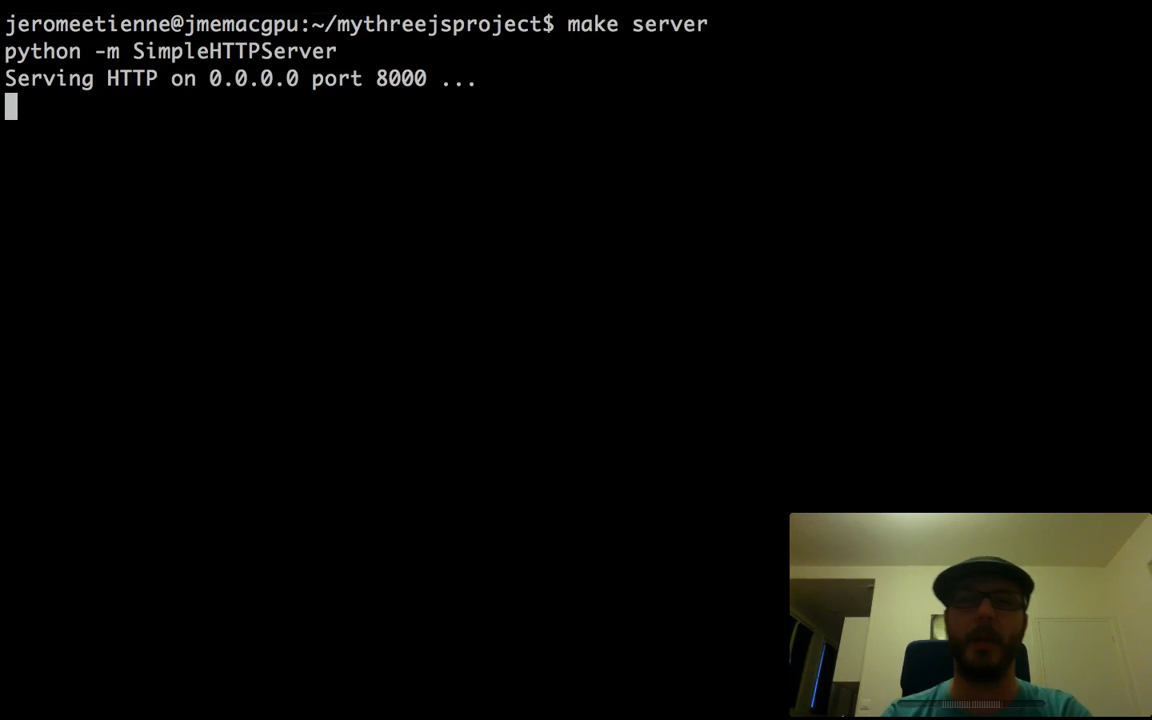 jeromeetienne@jmemacgpu:~/mythreejsproject$ make server
python -m SimpleHTTPServer
Serving HTTP on 0.0.0.0 port 8000 ...